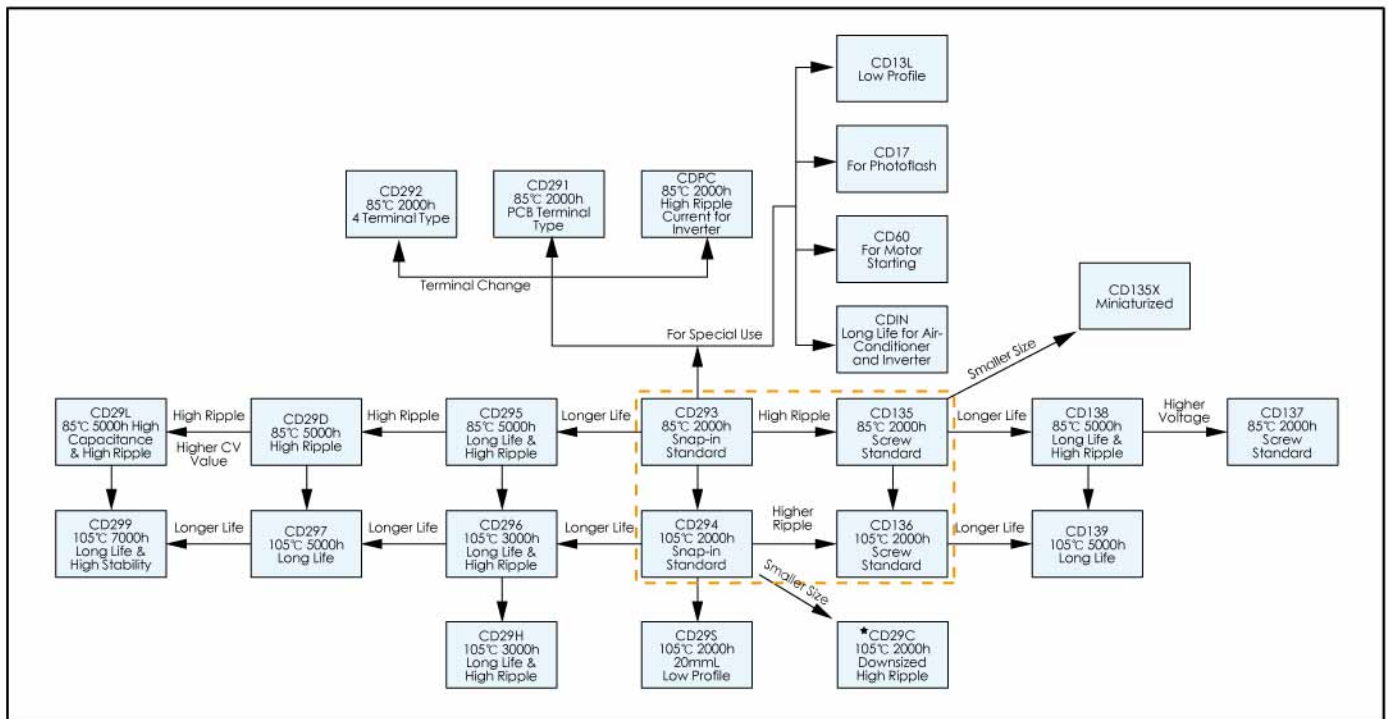 CD13L
Low Profile
CD17
For Photoflash
CD292
85℃ 2000h
4 Terminal Type
CD291
85℃ 2000h
PCB Terminal
Type
CDPC
85℃ 2000h
High Ripple
Current for
Inverter
CD60
For Motor
Starting
Terminal Change
CD135X
Miniaturized
For Special Use
CDIN
Long Life for Air-
Conditioner
and Inverter
Smaller Size
CD29L
85℃ 5000h High
Capacitance
& High Ripple
High Ripple
Higher CV
Value
CD29D
85℃ 5000h
High Ripple
High Ripple
CD295
85℃ 5000h
Long Life &
High Ripple
Longer Life
CD293
85℃ 2000h
Snap-in
Standard
High Ripple
CD135
85℃ 2000h
Screw
Standard
Longer Life
CD138
85℃ 5000h
Long Life &
High Ripple
Higher
Voltage
CD137
85℃ 2000h
Screw
Standard
CD299
105℃ 7000h
Long Life &
High Stability
Longer Life
CD297
105℃ 5000h
Long Life
Longer Life
CD296
105℃ 3000h
Long Life &
High Ripple
Longer Life
CD294
105℃ 2000h
Snap-in
Standard
Higher
Ripple
CD136
105℃ 2000h
Screw
Standard
Longer Life
CD139
105℃ 5000h
Long Life
Smaller Size
CD29H
105℃ 3000h
Long Life &
High Ripple
CD29S
105℃ 2000h
20mmL
Low Profile
★CD29C
105℃ 2000h
Downsized
High Ripple